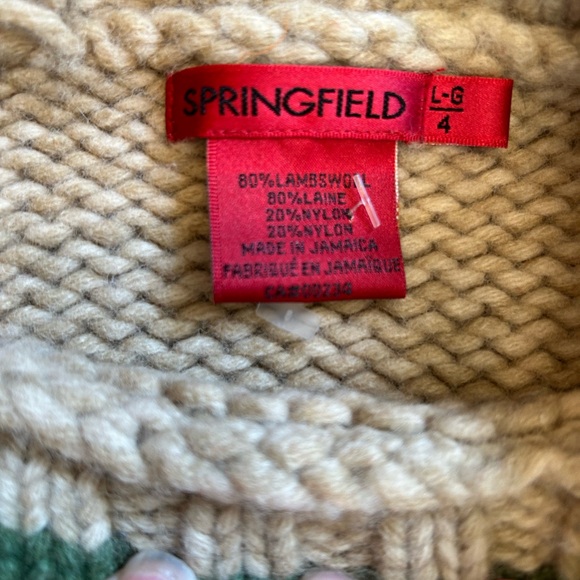 SPRINGFIELD
L-G
4
80%LAMBSWOOL
80%LAINE
20%NYLON
20%NYLON
MADE IN JAMAICA
FABRIQUÉ EN JAMAÏQUE